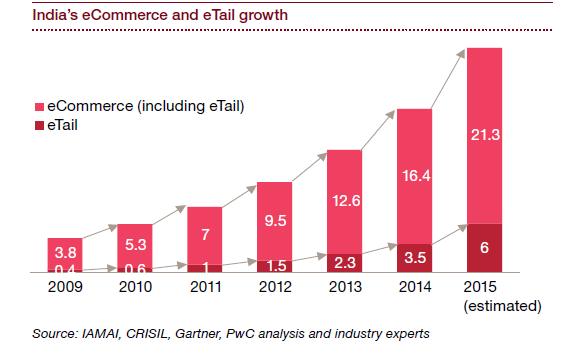 India's eCommerce and eTail growth
eCommerce (including eTail)
eTail
3.8 5.3 7 9.5 12.6 16.4 21.3
0.4 0.6 1 1.5 2.3 3.5 6
2009 2010 2011 2012 2013 2014 2015
(estimated)
Source: IAMAI, CRISIL, Gartner, PwC analysis and industry experts